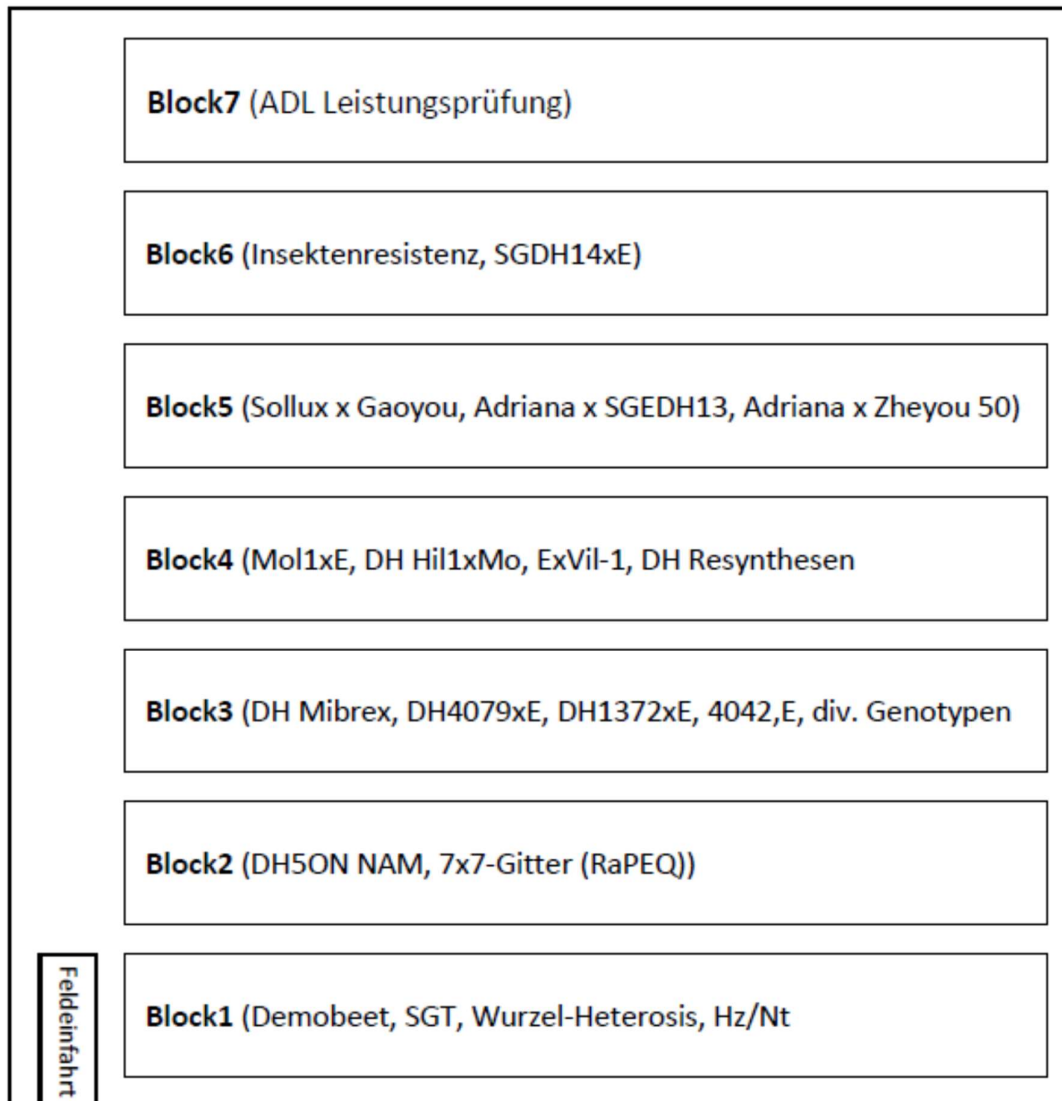 Block7 (ADL Leistungsprüfung)
Block6 (Insektenresistenz, SGDH14xE)
Block5 (Sollux x Gaoyou, Adriana x SGEDH13, Adriana x Zheyou 50)
Block4 (Mol1xE, DH Hil1xMo, ExVil-1, DH Resynthesen
Block3 (DH Mibrex, DH4079xE, DH1372xE, 4042,E, div. Genotypen
Block2 (DH5ON NAM, 7x7-Gitter (RaPEQ))
Feldeinfahrt
Block1 (Demobeet, SGT, Wurzel-Heterosis, Hz/Nt